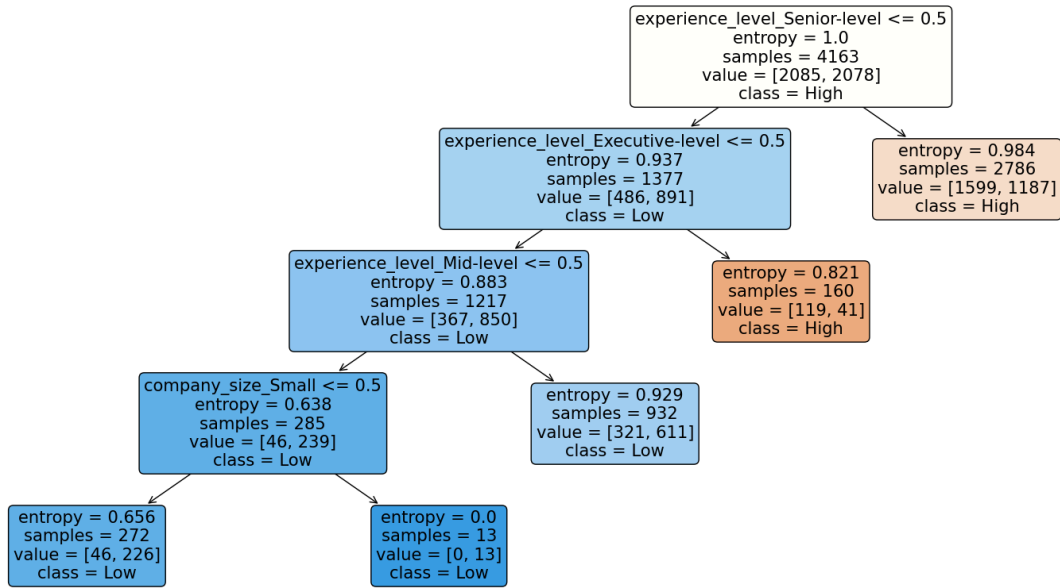 experience_level_Senior-level <= 0.5
entropy = 1.0
samples = 4163
value = [2085, 2078]
class = High
experience_level_Executive-level <= 0.5
entropy = 0.937
samples = 1377
value = [486, 891]
class = Low
entropy = 0.984
samples = 2786
value = [1599, 1187]
class = High
experience_level_Mid-level <= 0.5
entropy = 0.883
samples = 1217
value = [367, 850]
class = Low
entropy = 0.821
samples = 160
value = [119, 41]
class = High
company_size_Small <= 0.5
entropy = 0.638
samples = 285
value = [46, 239]
class = Low
entropy = 0.929
samples = 932
value = [321, 611]
class = Low
entropy = 0.656
samples = 272
value = [46, 226]
class = Low
entropy = 0.0
samples = 13
value = [0, 13]
class = Low